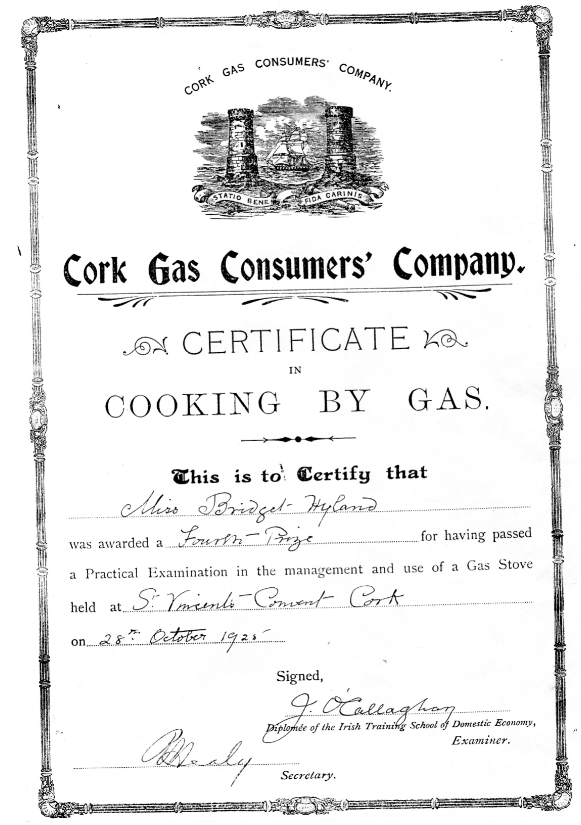 CORK GAS CONSUMERS' COMPANY.
STATIO BENE FIDA CARINIS
Cork Gas Consumers' Company.
CERTIFICATE
IN
COOKING BY GAS.
This is to Certify that
Miss Bridget Hyland
was awarded a Fourth Prize for having passed
a Practical Examination in the management and use of a Gas Stove
held at St Vincents Convent Cork
on 28th October 1925
Signed,
J. O'Callaghan
Diplomée of the Irish Training School of Domestic Economy,
Examiner.
Healy
Secretary.